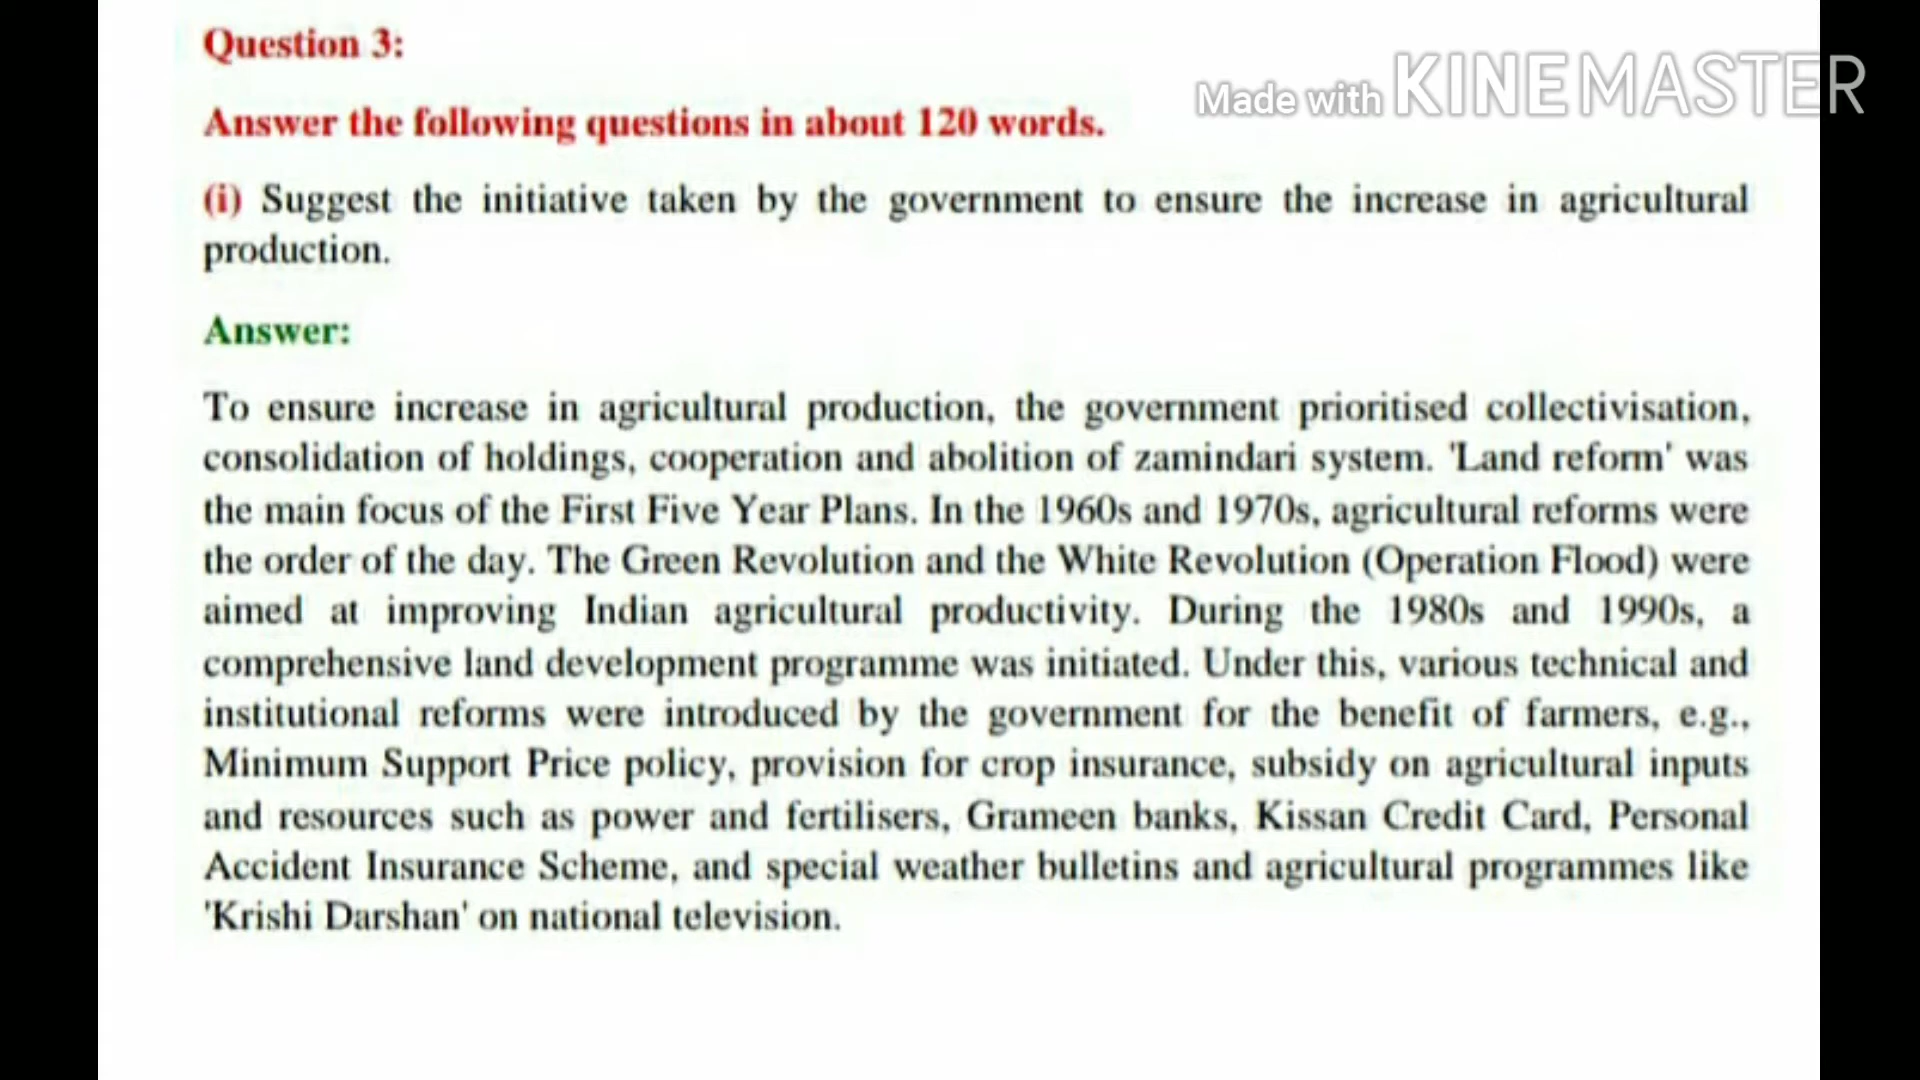 Question 3:
Made with KINEMASTER
Answer the following questions in about 120 words.
(i) Suggest the initiative taken by the government to ensure the increase in agricultural
production.
Answer:
To ensure increase in agricultural production, the government prioritised collectivisation,
consolidation of holdings, cooperation and abolition of zamindari system. 'Land reform' was
the main focus of the First Five Year Plans. In the 1960s and 1970s, agricultural reforms were
the order of the day. The Green Revolution and the White Revolution (Operation Flood) were
aimed at improving Indian agricultural productivity. During the 1980s and 1990s, a
comprehensive land development programme was initiated. Under this, various technical and
institutional reforms were introduced by the government for the benefit of farmers, e.g.,
Minimum Support Price policy, provision for crop insurance, subsidy on agricultural inputs
and resources such as power and fertilisers, Grameen banks, Kissan Credit Card, Personal
Accident Insurance Scheme, and special weather bulletins and agricultural programmes like
'Krishi Darshan' on national television.